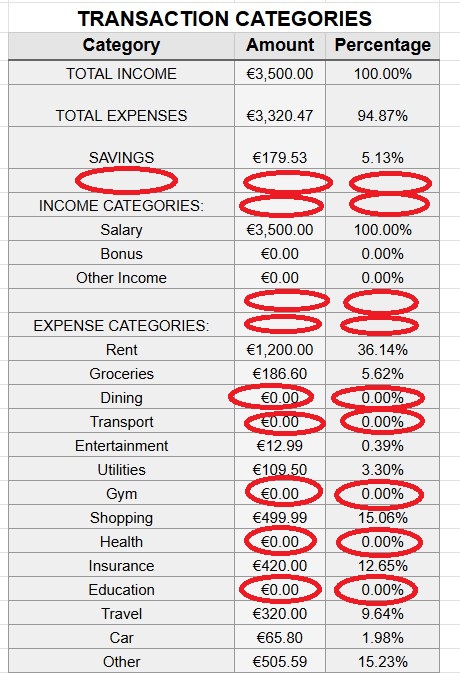 TRANSACTION CATEGORIES
Category Amount Percentage
TOTAL INCOME €3,500.00 100.00%
TOTAL EXPENSES €3,320.47 94.87%
SAVINGS €179.53 5.13%
INCOME CATEGORIES:
Salary €3,500.00 100.00%
Bonus €0.00 0.00%
Other Income €0.00 0.00%
EXPENSE CATEGORIES:
Rent €1,200.00 36.14%
Groceries €186.60 5.62%
Dining €0.00 0.00%
Transport €0.00 0.00%
Entertainment €12.99 0.39%
Utilities €109.50 3.30%
Gym €0.00 0.00%
Shopping €499.99 15.06%
Health €0.00 0.00%
Insurance €420.00 12.65%
Education €0.00 0.00%
Travel €320.00 9.64%
Car €65.80 1.98%
Other €505.59 15.23%